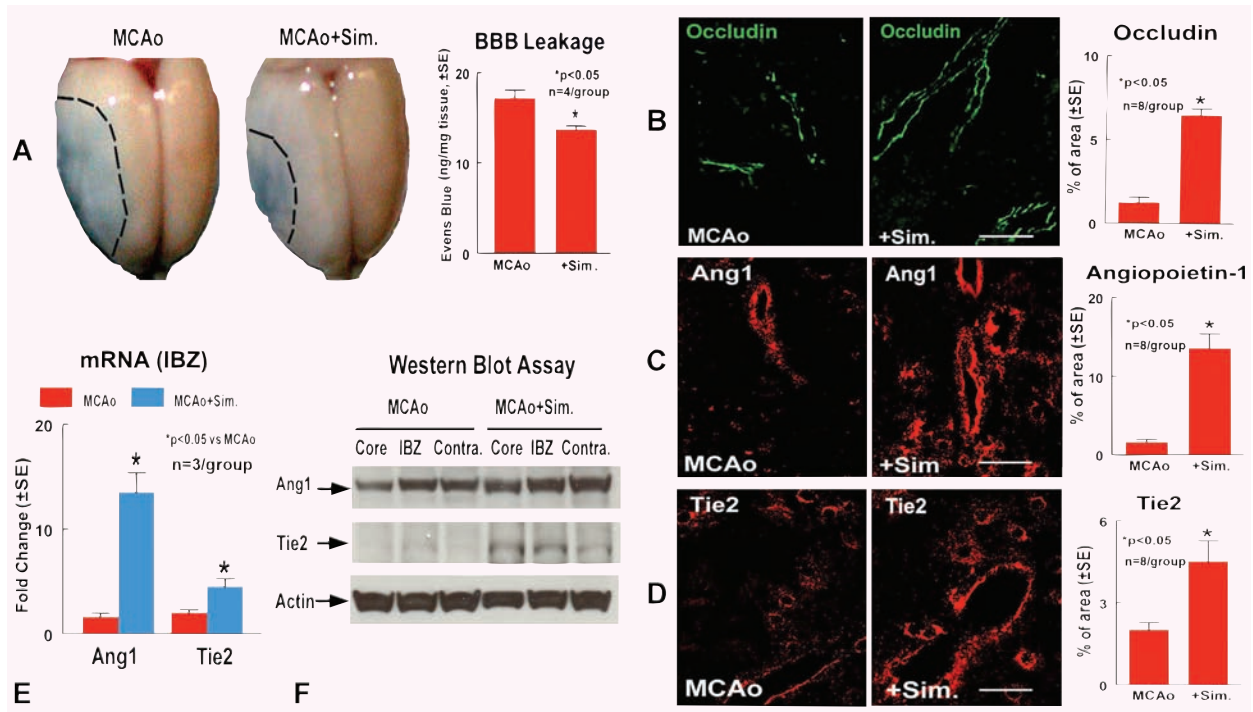 MCAo
MCAo+Sim.
BBB Leakage
Evens Blue (ng/mg tissue, ±SE)
20
10
0
*p<0.05
n=4/group
*
MCAo
+Sim.
A
Occludin
MCAo
Occludin
+Sim.
Occludin
% of area (±SE)
10
5
0
*p<0.05
n=8/group
*
MCAo
+Sim.
B
Ang1
MCAo
Ang1
+Sim
Angiopoietin-1
% of area (±SE)
20
10
0
*p<0.05
n=8/group
*
MCAo
+Sim.
C
Tie2
MCAo
Tie2
+Sim.
Tie2
% of area (±SE)
6
3
0
*p<0.05
n=8/group
*
MCAo
+Sim.
D
mRNA (IBZ)
MCAo
MCAo+Sim.
Fold Change (±SE)
20
10
0
*p<0.05 vs MCAo
n=3/group
*
*
Ang1
Tie2
E
Western Blot Assay
MCAo
MCAo+Sim.
Core IBZ Contra. Core IBZ Contra.
Ang1
Tie2
Actin
F